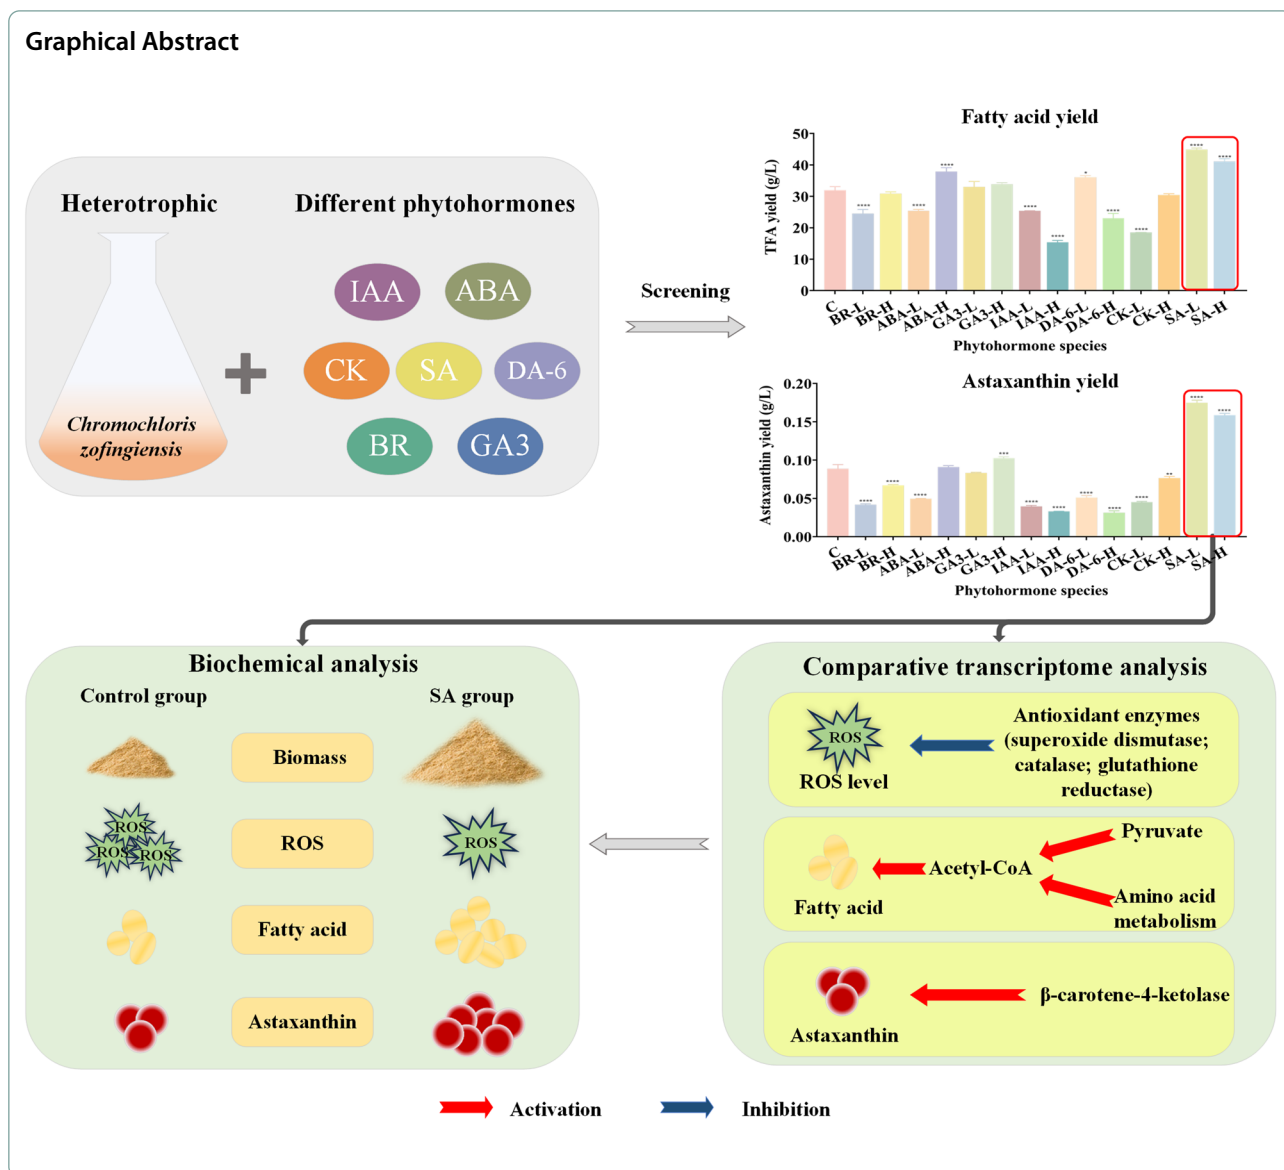 Graphical Abstract
Heterotrophic
Chromochloris
zofingiensis
Different phytohormones
IAA
ABA
CK
SA
DA-6
BR
GA3
Screening
Fatty acid yield
TFA yield (g/L)
50
40
30
20
10
0
****
****
****
*
****
****
****
****
****
****
C
BR-L
BR-H
ABA-L
ABA-H
GA3-L
GA3-H
IAA-L
IAA-H
DA-6-L
DA-6-H
CK-L
CK-H
SA-L
SA-H
Phytohormone species
Astaxanthin yield
Astaxanthin yield (g/L)
0.20
0.15
0.10
0.05
0.00
****
****
****
***
****
****
****
****
****
**
****
****
C
BR-L
BR-H
ABA-L
ABA-H
GA3-L
GA3-H
IAA-L
IAA-H
DA-6-L
DA-6-H
CK-L
CK-H
SA-L
SA-H
Phytohormone species
Biochemical analysis
Control group
SA group
Biomass
ROS
ROS
ROS
ROS
ROS
Fatty acid
Astaxanthin
Comparative transcriptome analysis
ROS
ROS level
Antioxidant enzymes
(superoxide dismutase;
catalase; glutathione
reductase)
Fatty acid
Acetyl-CoA
Pyruvate
Amino acid
metabolism
Astaxanthin
β-carotene-4-ketolase
Activation
Inhibition